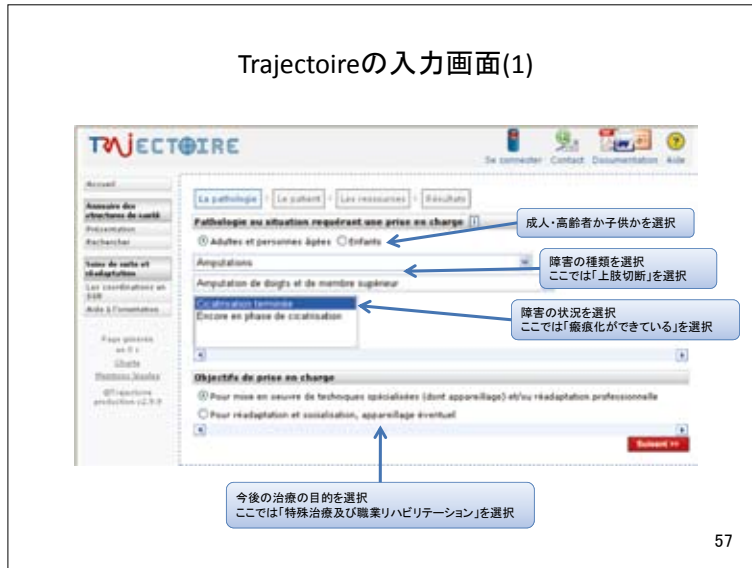 Trajectoireの入力画面(1)
TRAJECTOIRE
Se connecter Contact Documentation Aide
Accueil
Annuaire des
structures de santé
Présentation
Rechercher
Soins de suite et
réadaptation
Les coordinations en
SSR
Aide à l'orientation
Page générée
en 0 s
Charte
Mentions légales
@Trajectoire
La pathologie
Le patient
Les ressources
Résultats
Pathologie ou situation requérant une prise en charge
Adultes et personnes âgées Enfants
Amputations
Amputation de doigts et de membre supérieur
Cicatrisation terminée
Encore en phase de cicatrisation
Objectifs de prise en charge
Pour mise en oeuvre de techniques spécialisées (dont appareillage) et/ou réadaptation professionnelle
Pour réadaptation et socialisation, appareillage éventuel
Suivant >>
成人・高齢者か子供かを選択
障害の種類を選択
ここでは「上肢切断」を選択
障害の状況を選択
ここでは「瘢痕化ができている」を選択
今後の治療の目的を選択
ここでは「特殊治療及び職業リハビリテーション」を選択
57